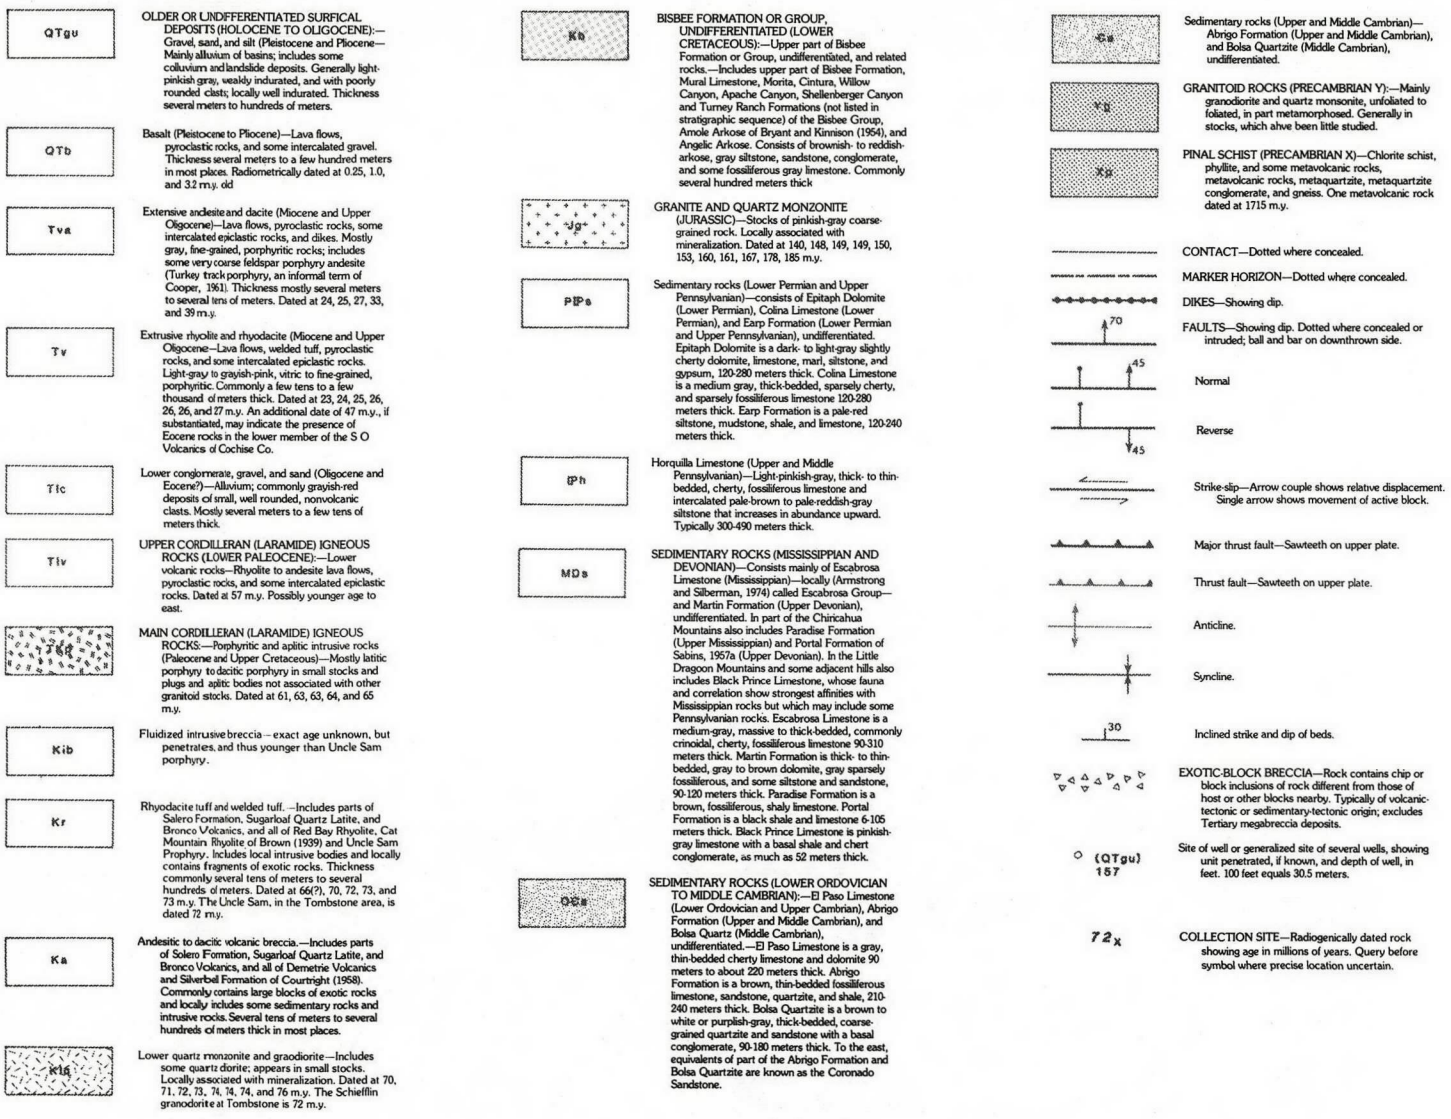 QTgu
OLDER OR UNDIFFERENTIATED SURFICAL
DEPOSITS (HOLOCENE TO OLIGOCENE):—
Gravel, sand, and silt (Pleistocene and Pliocene—
Mainly alluvium of basins; includes some
colluvium and landslide deposits. Generally light-
pinkish gray, weakly indurated, and with poorly
rounded clasts; locally well indurated. Thickness
several meters to hundreds of meters.
QTb
Basalt (Pleistocene to Pliocene)—Lava flows,
pyroclastic rocks, and some intercalated gravel.
Thickness several meters to a few hundred meters
in most places. Radiometrically dated at 0.25, 1.0,
and 3.2 m.y. old
Tva
Extensive andesite and dacite (Miocene and Upper
Oligocene)—Lava flows, pyroclastic rocks, some
intercalated epiclastic rocks, and dikes. Mostly
gray, fine-grained, porphyritic rocks; includes
some very coarse feldspar porphyry andesite
(Turkey track porphyry, an informal term of
Cooper, 1961). Thickness mostly several meters
to several tens of meters. Dated at 24, 25, 27, 33,
and 39 m.y.
Tv
Extrusive rhyolite and rhyodacite (Miocene and Upper
Oligocene—Lava flows, welded tuff, pyroclastic
rocks, and some intercalated epiclastic rocks.
Light-gray to grayish-pink, vitric to fine-grained,
porphyritic. Commonly a few tens to a few
thousand of meters thick. Dated at 23, 24, 25, 26,
26, 26, and 27 m.y. An additional date of 47 m.y., if
substantiated, may indicate the presence of
Eocene rocks in the lower member of the S O
Volcanics of Cochise Co.
Tlc
Lower conglomerate, gravel, and sand (Oligocene and
Eocene?)—Alluvium; commonly grayish-red
deposits of small, well rounded, nonvolcanic
clasts. Mostly several meters to a few tens of
meters thick.
Tlv
UPPER CORDILLERAN (LARAMIDE) IGNEOUS
ROCKS (LOWER PALEOCENE):—Lower
volcanic rocks—Rhyolite to andesite lava flows,
pyroclastic rocks, and some intercalated epiclastic
rocks. Dated at 57 m.y. Possibly younger age to
east.
MAIN CORDILLERAN (LARAMIDE) IGNEOUS
ROCKS:—Porphyritic and aplitic intrusive rocks
(Paleocene and Upper Cretaceous)—Mostly latitic
porphyry to dacitic porphyry in small stocks and
plugs and aplitic bodies not associated with other
granitoid stocks. Dated at 61, 63, 63, 64, and 65
m.y.
Kib
Fluidized intrusive breccia—exact age unknown, but
penetrates, and thus younger than Uncle Sam
porphyry.
Kr
Rhyodacite tuff and welded tuff. —Includes parts of
Salero Formation, Sugarloaf Quartz Latite, and
Bronco Volcanics, and all of Red Bay Rhyolite, Cat
Mountain Rhyolite of Brown (1939) and Uncle Sam
Prophyry. Includes local intrusive bodies and locally
contains fragments of exotic rocks. Thickness
commonly several tens of meters to several
hundreds of meters. Dated at 66(?), 70, 72, 73, and
73 m.y. The Uncle Sam, in the Tombstone area, is
dated 72 m.y.
Ka
Andesitic to dacitic volcanic breccia.—Includes parts
of Solero Formation, Sugarloaf Quartz Latite, and
Bronco Volcanics, and all of Demetrie Volcanics
and Silverbell Formation of Courtright (1958).
Commonly contains large blocks of exotic rocks
and locally includes some sedimentary rocks and
intrusive rocks. Several tens of meters to several
hundreds of meters thick in most places.
Klg
Lower quartz monzonite and graodiorite—Includes
some quartz diorite; appears in small stocks.
Locally associated with mineralization. Dated at 70,
71, 72, 73, 74, 74, 74, and 76 m.y. The Schiefflin
granodorite at Tombstone is 72 m.y.
Kb
BISBEE FORMATION OR GROUP,
UNDIFFERENTIATED (LOWER
CRETACEOUS):—Upper part of Bisbee
Formation or Group, undifferentiated, and related
rocks.—Includes upper part of Bisbee Formation,
Mural Limestone, Morita, Cintura, Willow
Canyon, Apache Canyon, Shellenberger Canyon
and Turney Ranch Formations (not listed in
stratigraphic sequence) of the Bisbee Group,
Amole Arkose of Bryant and Kinnison (1954), and
Angelic Arkose. Consists of brownish- to reddish-
arkose, gray siltstone, sandstone, conglomerate,
and some fossiliferous gray limestone. Commonly
several hundred meters thick
Jg
GRANITE AND QUARTZ MONZONITE
(JURASSIC)—Stocks of pinkish-gray coarse-
grained rock. Locally associated with
mineralization. Dated at 140, 148, 149, 149, 150,
153, 160, 161, 167, 178, 185 m.y.
PIPs
Sedimentary rocks (Lower Permian and Upper
Pennsylvanian)—consists of Epitaph Dolomite
(Lower Permian), Colina Limestone (Lower
Permian), and Earp Formation (Lower Permian
and Upper Pennsylvanian), undifferentiated.
Epitaph Dolomite is a dark- to light-gray slightly
cherty dolomite, limestone, marl, siltstone, and
gypsum, 120-280 meters thick. Colina Limestone
is a medium gray, thick-bedded, sparsely cherty,
and sparsely fossiliferous limestone 120-280
meters thick. Earp Formation is a pale-red
siltstone, mudstone, shale, and limestone, 120-240
meters thick.
IPh
Horquilla Limestone (Upper and Middle
Pennsylvanian)—Light-pinkish-gray, thick- to thin-
bedded, cherty, fossiliferous limestone and
intercalated pale-brown to pale-reddish-gray
siltstone that increases in abundance upward.
Typically 300-490 meters thick.
MDs
SEDIMENTARY ROCKS (MISSISSIPPIAN AND
DEVONIAN)—Consists mainly of Escabrosa
Limestone (Mississippian)—locally (Armstrong
and Silberman, 1974) called Escabrosa Group—
and Martin Formation (Upper Devonian),
undifferentiated. In part of the Chiricahua
Mountains also includes Paradise Formation
(Upper Mississippian) and Portal Formation of
Sabins, 1957a (Upper Devonian). In the Little
Dragoon Mountains and some adjacent hills also
includes Black Prince Limestone, whose fauna
and correlation show strongest affinities with
Mississippian rocks but which may include some
Pennsylvanian rocks. Escabrosa Limestone is a
medium-gray, massive to thick-bedded, commonly
crinoidal, cherty, fossiliferous limestone 90-310
meters thick. Martin Formation is thick- to thin-
bedded, gray to brown dolomite, gray sparsely
fossiliferous, and some siltstone and sandstone,
90-120 meters thick. Paradise Formation is a
brown, fossiliferous, shaly limestone. Portal
Formation is a black shale and limestone 6-105
meters thick. Black Prince Limestone is pinkish-
gray limestone with a basal shale and chert
conglomerate, as much as 52 meters thick.
SEDIMENTARY ROCKS (LOWER ORDOVICIAN
TO MIDDLE CAMBRIAN):—El Paso Limestone
(Lower Ordovician and Upper Cambrian), Abrigo
Formation (Upper and Middle Cambrian), and
Bolsa Quartz (Middle Cambrian),
undifferentiated.—El Paso Limestone is a gray,
thin-bedded cherty limestone and dolomite 90
meters to about 220 meters thick. Abrigo
Formation is a brown, thin-bedded fossiliferous
limestone, sandstone, quartzite, and shale, 210-
240 meters thick. Bolsa Quartzite is a brown to
white or purplish-gray, thick-bedded, coarse-
grained quartzite and sandstone with a basal
conglomerate, 90-180 meters thick. To the east,
equivalents of part of the Abrigo Formation and
Bolsa Quartzite are known as the Coronado
Sandstone.
Sedimentary rocks (Upper and Middle Cambrian)—
Abrigo Formation (Upper and Middle Cambrian),
and Bolsa Quartzite (Middle Cambrian),
undifferentiated.
Yg
GRANITOID ROCKS (PRECAMBRIAN Y):—Mainly
granodiorite and quartz monsonite, unfoliated to
foliated, in part metamorphosed. Generally in
stocks, which ahve been little studied.
Xp
PINAL SCHIST (PRECAMBRIAN X)—Chlorite schist,
phyllite, and some metavolcanic rocks,
metavolcanic rocks, metaquartzite, metaquartzite
conglomerate, and gneiss. One metavolcanic rock
dated at 1715 m.y.
CONTACT—Dotted where concealed.
MARKER HORIZON—Dotted where concealed.
DIKES—Showing dip.
70
FAULTS—Showing dip. Dotted where concealed or
intruded; ball and bar on downthrown side.
45
Normal
Reverse
45
Strike-slip—Arrow couple shows relative displacement.
Single arrow shows movement of active block.
Major thrust fault—Sawteeth on upper plate.
Thrust fault—Sawteeth on upper plate.
Anticline.
Syncline.
30
Inclined strike and dip of beds.
EXOTIC-BLOCK BRECCIA—Rock contains chip or
block inclusions of rock different from those of
host or other blocks nearby. Typically of volcanic-
tectonic or sedimentary-tectonic origin; excludes
Tertiary megabreccia deposits.
(QTgu)
157
Site of well or generalized site of several wells, showing
unit penetrated, if known, and depth of well, in
feet. 100 feet equals 30.5 meters.
72x
COLLECTION SITE—Radiogenically dated rock
showing age in millions of years. Query before
symbol where precise location uncertain.